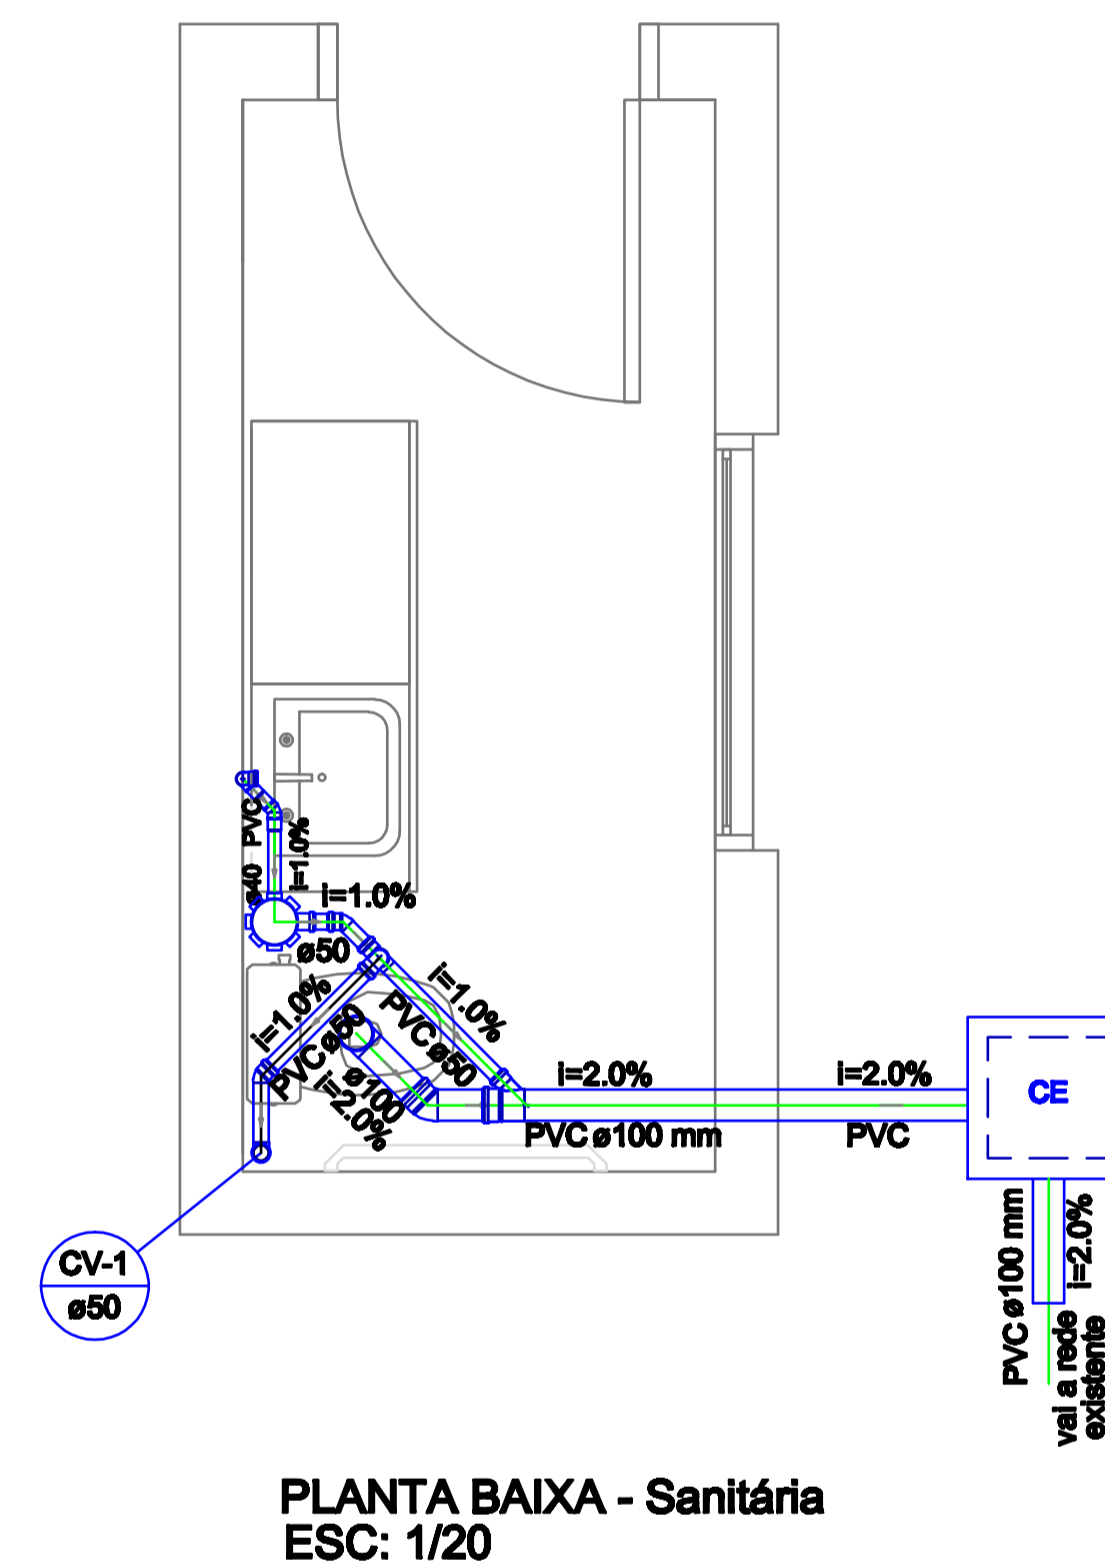 PVC
ø40
i=1.0%
i=1.0%
ø50
i=1.0%
PVC ø50
i=1.0%
PVC ø50
ø100
i=2.0%
i=2.0%
PVC ø100 mm
i=2.0%
PVC
CE
PVC ø100 mm
i=2.0%
vai a rede
existente
CV-1
ø50
PLANTA BAIXA - Sanitária
ESC: 1/20